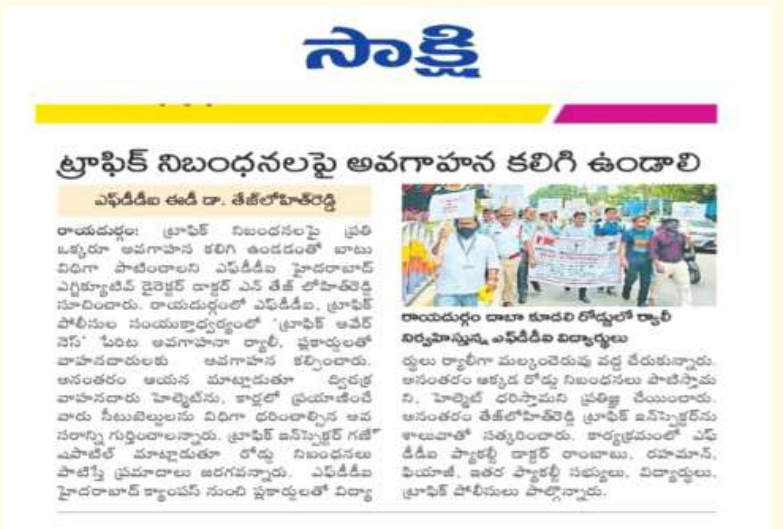 సాక్షి
ట్రాఫిక్ నిబంధనలపై అవగాహన కలిగి ఉండాలి
ఎఫ్‌డీడీఐ ఈడీ డా. తేజ్‌లోహిత్‌రెడ్డి
రాయదుర్గం: ట్రాఫిక్ నిబంధనలపై ప్రతి
ఒక్కరూ అవగాహన కలిగి ఉండడంతో బాటు
విధిగా పాటించాలని ఎఫ్‌డీడీఐ హైదరాబాద్
ఎగ్జిక్యూటివ్ డైరెక్టర్ డాక్టర్ ఎన్ తేజ్ లోహిత్‌రెడ్డి
సూచించారు. రాయదుర్గంలో ఎఫ్‌డీడీఐ, ట్రాఫిక్
పోలీసుల సంయుక్తాధ్వర్యంలో 'ట్రాఫిక్ అవేర్
నెస్' పేరిట అవగాహనా ర్యాలీ, ప్లకార్డులతో
వాహనదారులకు అవగాహన కల్పించారు.
అనంతరం ఆయన మాట్లాడుతూ ద్విచక్ర
వాహనదారు హెల్మెట్‌ను, కార్లలో ప్రయాణించే
వారు సీటుబెల్టులను విధిగా ధరించాల్సిన అవ
సరాన్ని గుర్తించాలన్నారు. ట్రాఫిక్ ఇన్‌స్పెక్టర్ గణే
ష్‌పాటిల్ మాట్లాడుతూ రోడ్డు నిబంధనలు
పాటిస్తే ప్రమాదాలు జరగవన్నారు. ఎఫ్‌డీడీఐ
హైదరాబాద్ క్యాంపస్ నుంచి ప్లకార్డులతో విద్యా
రాయదుర్గం దాబా కూడలి రోడ్డులో ర్యాలీ
నిర్వహిస్తున్న ఎఫ్‌డీడీఐ విద్యార్థులు
ర్థులు ర్యాలీగా మల్కంచెరువు వద్ద చేరుకున్నారు.
అనంతరం అక్కడ రోడ్డు నిబంధనలు పాటిస్తామ
ని, హెల్మెట్ ధరిస్తామని ప్రతిజ్ఞ చేయించారు.
అనంతరం తేజ్‌లోహిత్‌రెడ్డి ట్రాఫిక్ ఇన్‌స్పెక్టర్‌ను
శాలువాతో సత్కరించారు. కార్యక్రమంలో ఎఫ్
డీడీఐ ఫ్యాకల్టీ డాక్టర్ రాంబాబు, రహమాన్,
ఫియాజ్, ఇతర ఫ్యాకల్టీ సభ్యులు, విద్యార్థులు,
ట్రాఫిక్ పోలీసులు పాల్గొన్నారు.